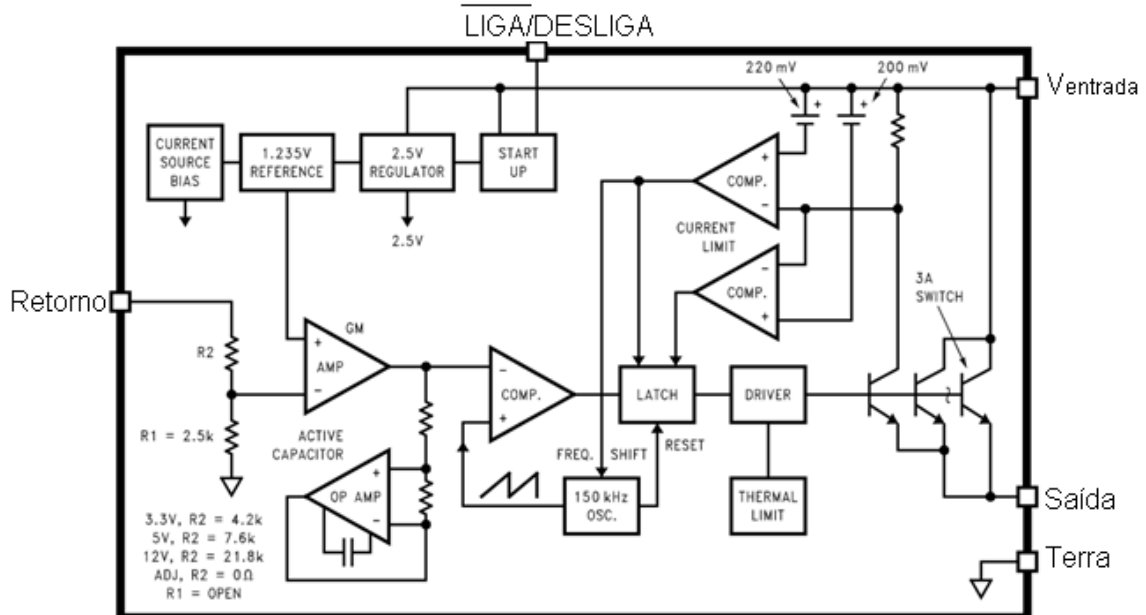 LIGA/DESLIGA
220 mV
200 mV
Ventrada
CURRENT
SOURCE
BIAS
1.235V
REFERENCE
2.5V
REGULATOR
START
UP
+
+
+
COMP.
−
2.5V
CURRENT
LIMIT
−
COMP.
+
3A
SWITCH
Retorno
R2
GM
+
AMP
−
−
COMP.
+
LATCH
DRIVER
R1 = 2.5k
ACTIVE
CAPACITOR
FREQ.
SHIFT
RESET
+
OP AMP
−
150 kHz
OSC.
THERMAL
LIMIT
Saída
3.3V, R2 = 4.2k
5V, R2 = 7.6k
12V, R2 = 21.8k
ADJ, R2 = 0Ω
R1 = OPEN
Terra